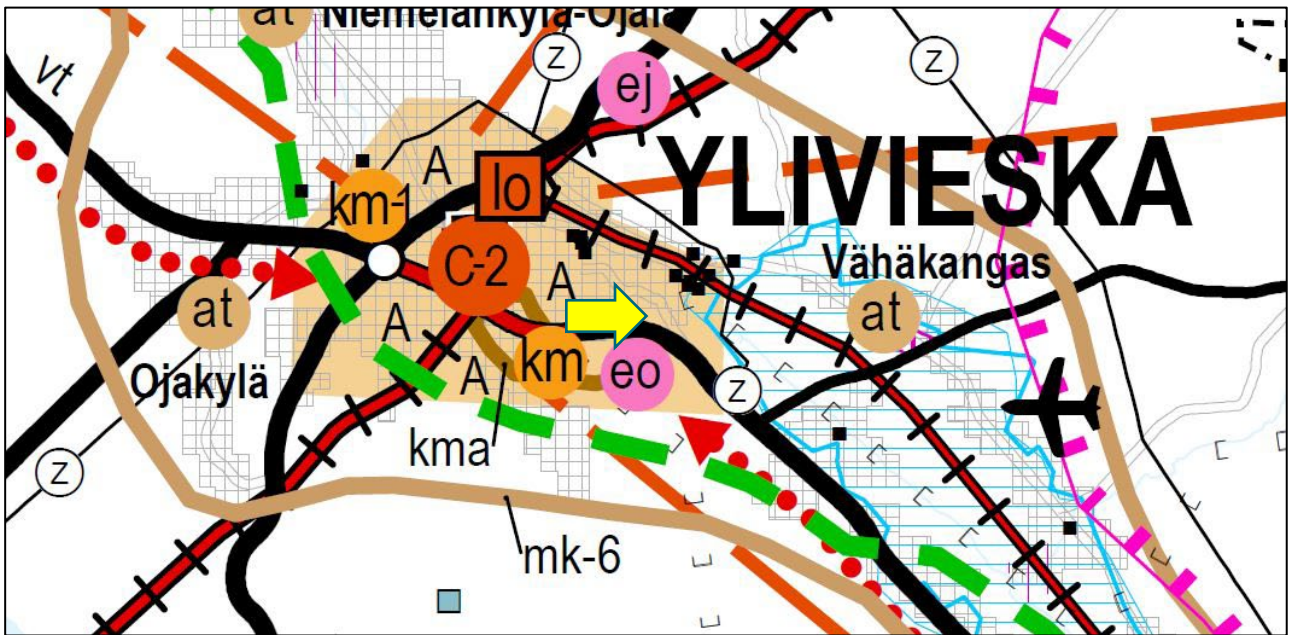 at
Niemelänkylä-Ojala
vt
z
z
ej
YLIVIESKA
A
lo
km-1
C-2
Vähäkangas
A
at
at
A
Ojakylä
A
km
eo
z
kma
z
mk-6